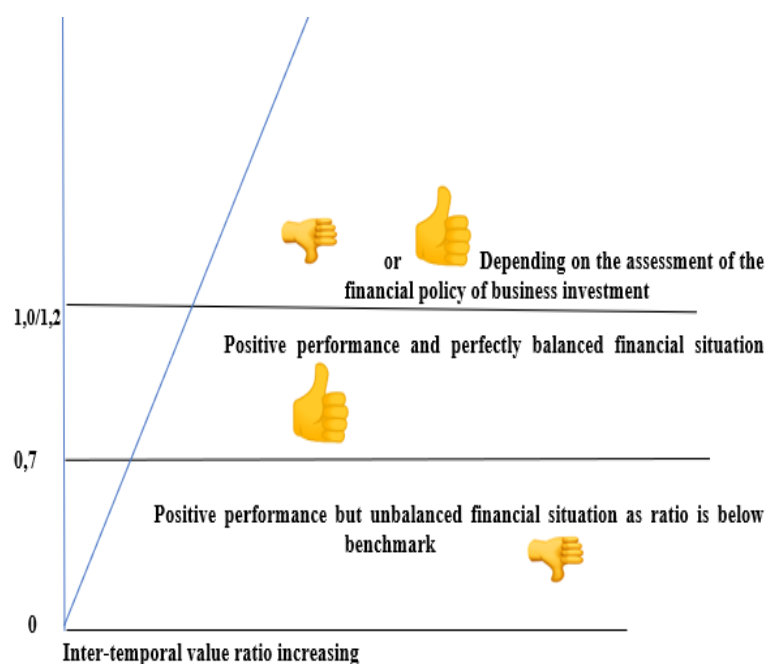 or Depending on the assessment of the
financial policy of business investment
1,0/1,2
Positive performance and perfectly balanced financial situation
0,7
Positive performance but unbalanced financial situation as ratio is below
benchmark
0
Inter-temporal value ratio increasing